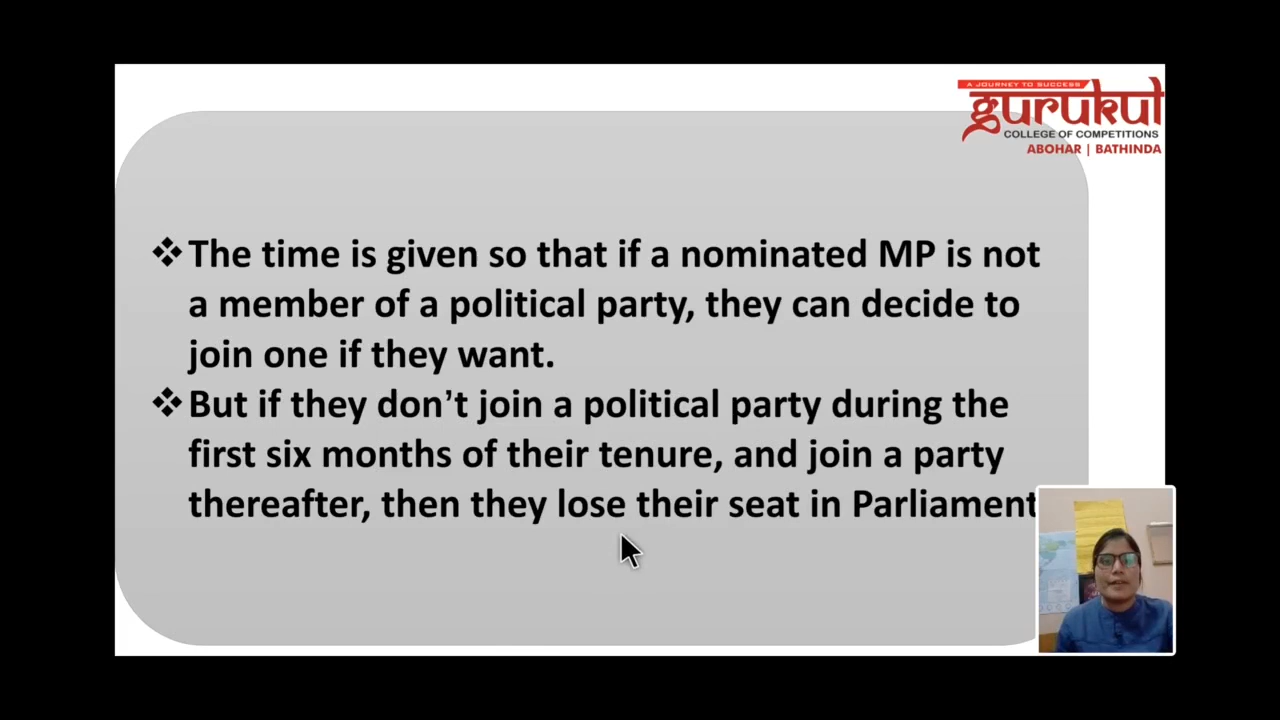 A JOURNEY TO SUCCESS
gurukul
COLLEGE OF COMPETITIONS
ABOHAR | BATHINDA
❖The time is given so that if a nominated MP is not
a member of a political party, they can decide to
join one if they want.
❖But if they don’t join a political party during the
first six months of their tenure, and join a party
thereafter, then they lose their seat in Parliament